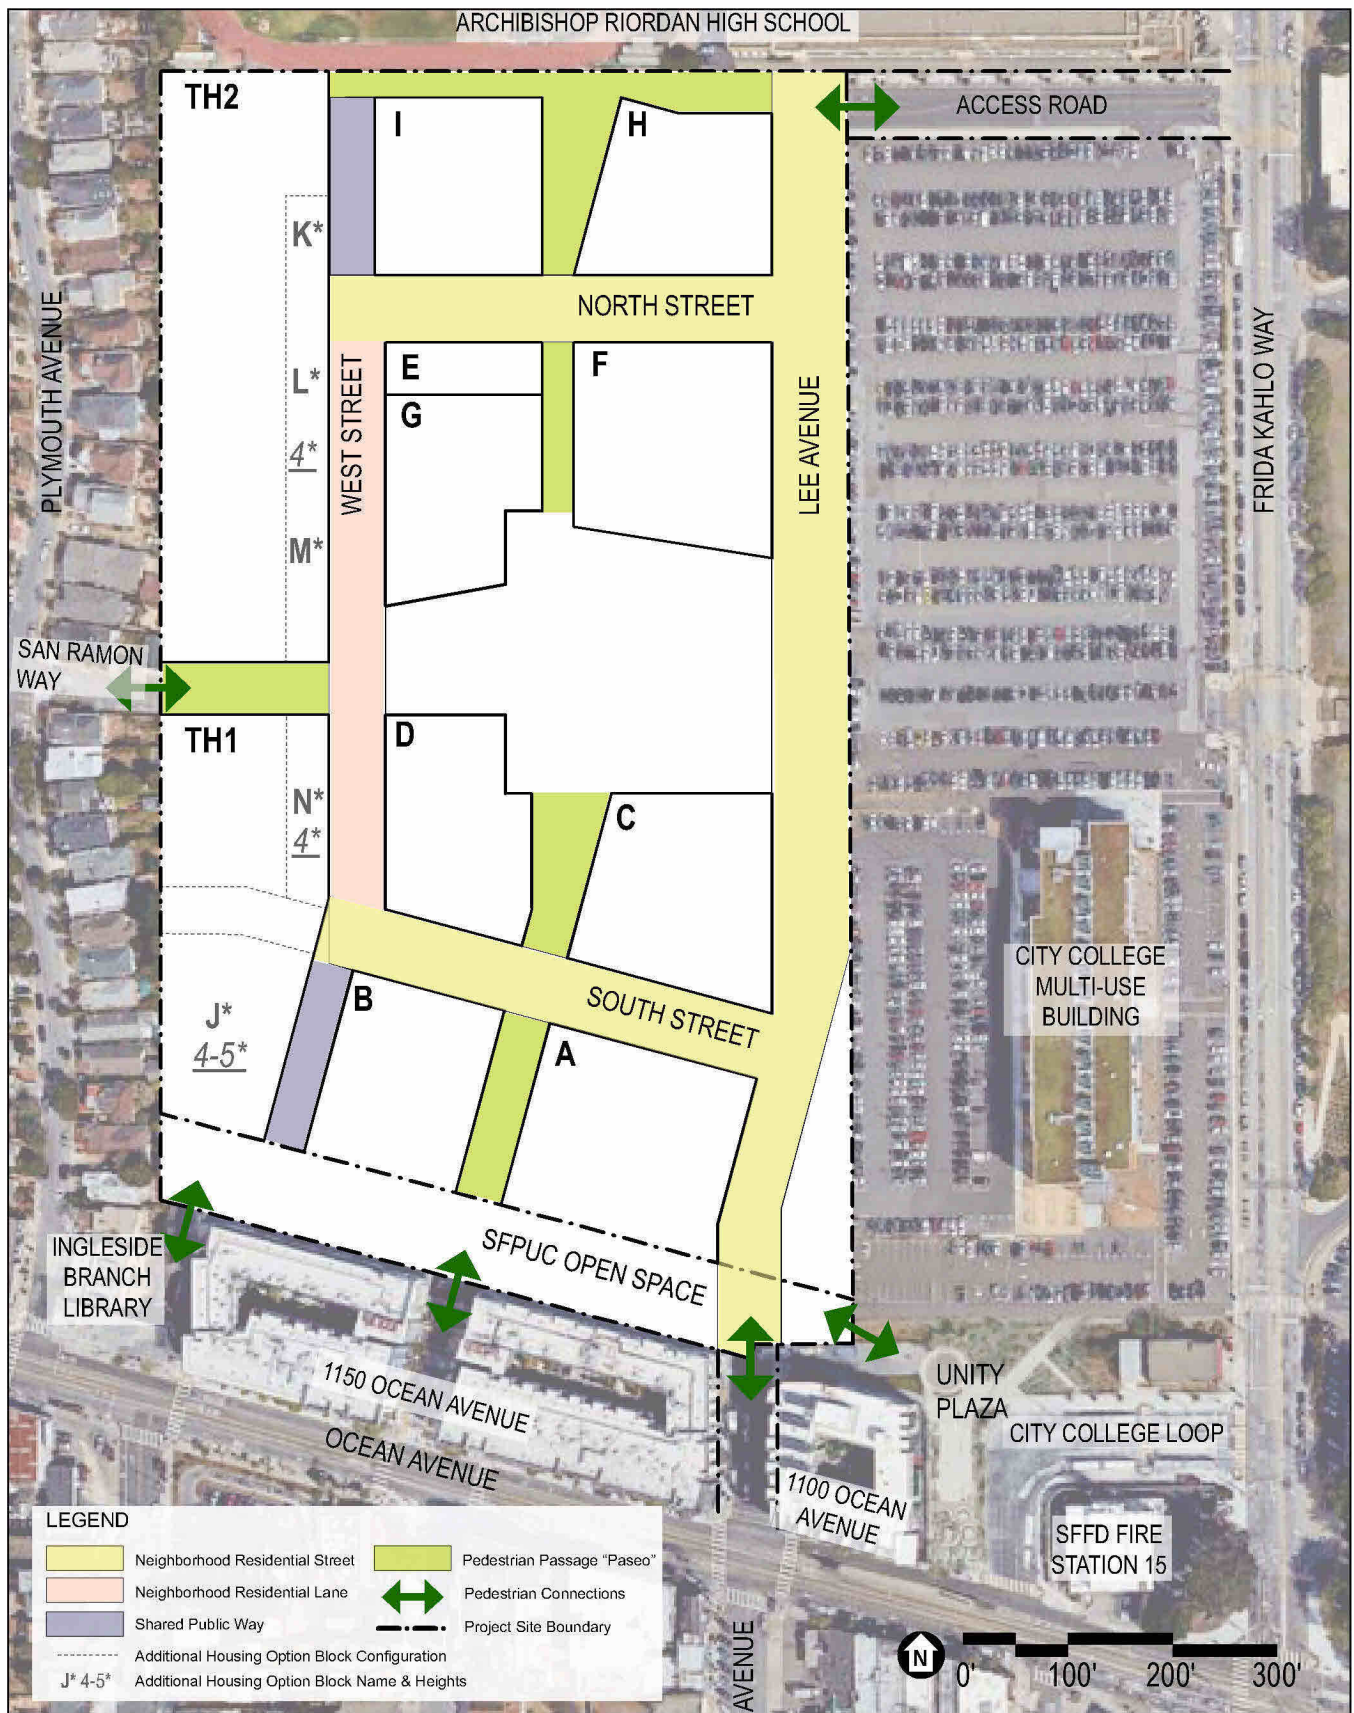 ARCHBISHOP RIORDAN HIGH SCHOOL
TH2
I
H
ACCESS ROAD
K*
NORTH STREET
PLYMOUTH AVENUE
WEST STREET
E
F
L*
G
LEE AVENUE
FRIDA KAHLO WAY
4*
M*
SAN RAMON
WAY
TH1
D
N*
4*
C
CITY COLLEGE
MULTI-USE
BUILDING
B
SOUTH STREET
J*
4-5*
A
SFPUC OPEN SPACE
INGLESIDE
BRANCH
LIBRARY
1150 OCEAN AVENUE
OCEAN AVENUE
UNITY
PLAZA
CITY COLLEGE LOOP
1100 OCEAN
AVENUE
SFFD FIRE
STATION 15
AVENUE
LEGEND
Neighborhood Residential Street
Pedestrian Passage "Paseo"
Neighborhood Residential Lane
Pedestrian Connections
Shared Public Way
Project Site Boundary
Additional Housing Option Block Configuration
J* 4-5* Additional Housing Option Block Name & Heights
N
0' 100' 200' 300'